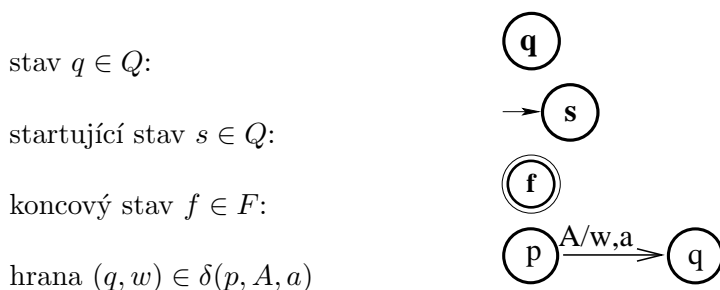 stav q ∈ Q: q
startující stav s ∈ Q: s
koncový stav f ∈ F: f
hrana (q, w) ∈ δ(p, A, a) p A/w,a q